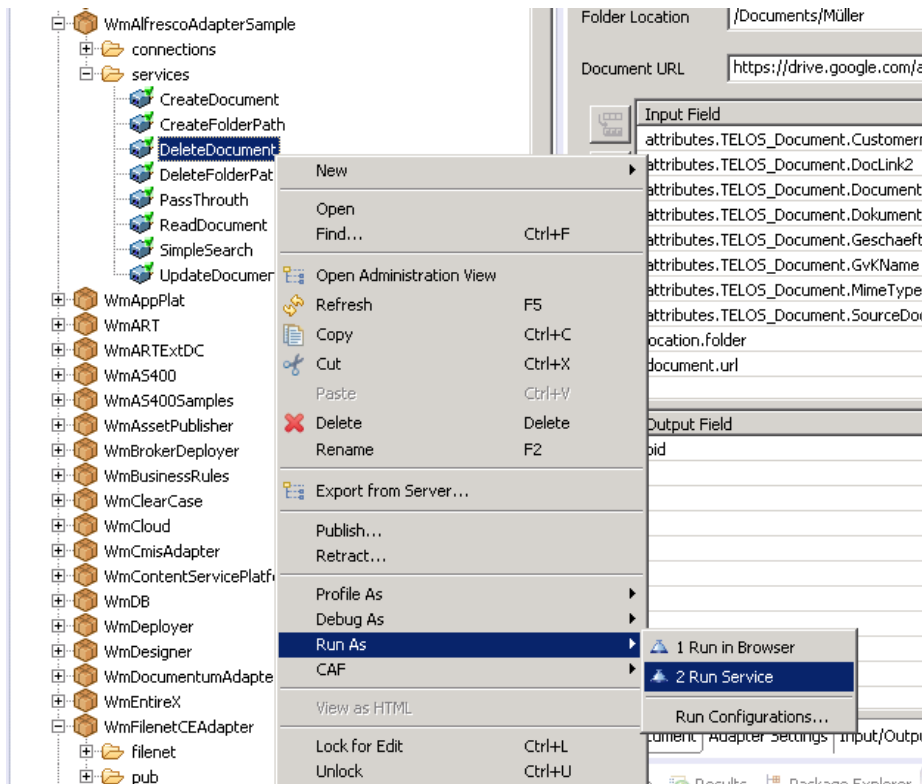 WmAlfrescoAdapterSample
connections
services
CreateDocument
CreateFolderPath
DeleteDocument
DeleteFolderPat
PassThrouth
ReadDocument
SimpleSearch
UpdateDocumen
WmAppPlat
WmART
WmARTExtDC
WmAS400
WmAS400Samples
WmAssetPublisher
WmBrokerDeployer
WmBusinessRules
WmClearCase
WmCloud
WmCmisAdapter
WmContentServicePlatf
WmDB
WmDeployer
WmDesigner
WmDocumentumAdapte
WmEntireX
WmFilenetCEAdapter
filenet
pub
New
Open
Find... Ctrl+F
Open Administration View
Refresh F5
Copy Ctrl+C
Cut Ctrl+X
Paste Ctrl+V
Delete Delete
Rename F2
Export from Server...
Publish...
Retract...
Profile As
Debug As
Run As
CAF
View as HTML
Lock for Edit Ctrl+L
Unlock Ctrl+U
1 Run in Browser
2 Run Service
Run Configurations...
Folder Location /Documents/Müller
Document URL https://drive.google.com/a
Input Field
attributes.TELOS_Document.Customer
attributes.TELOS_Document.DocLink2
attributes.TELOS_Document.Document
attributes.TELOS_Document.Dokument
attributes.TELOS_Document.Geschaeft
attributes.TELOS_Document.GvKName
attributes.TELOS_Document.MimeType
attributes.TELOS_Document.SourceDoc
ocation.folder
document.url
Output Field
oid
cument Adapter Settings Input/Outpu
Results Package Explorer